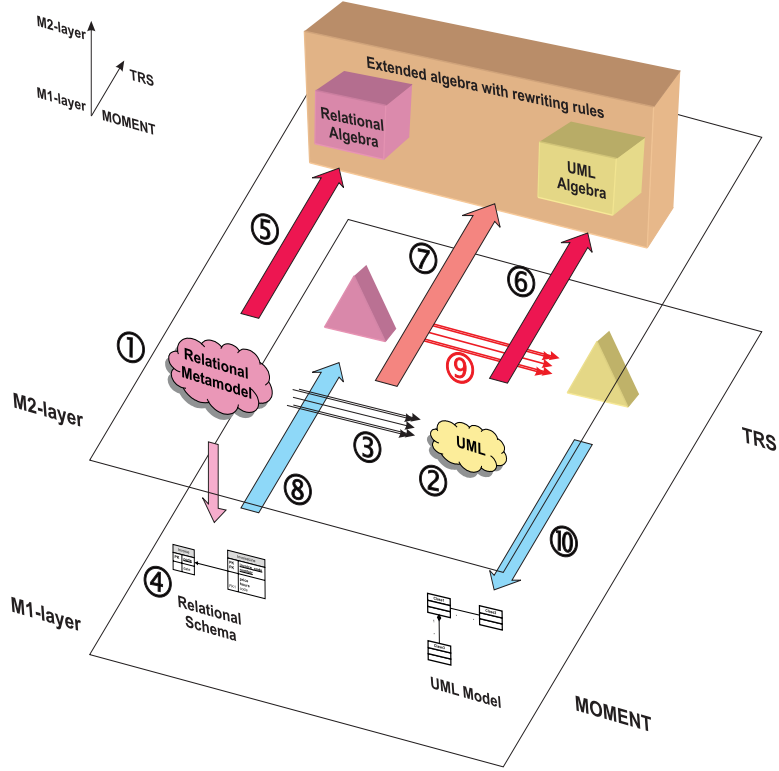 M2-layer
TRS
M1-layer
MOMENT
Extended algebra with rewriting rules
Relational
Algebra
UML
Algebra
5
7
6
1
Relational
Metamodel
9
M2-layer
3
UML
2
TRS
8
10
4
M1-layer
Relational
Schema
UML Model
MOMENT